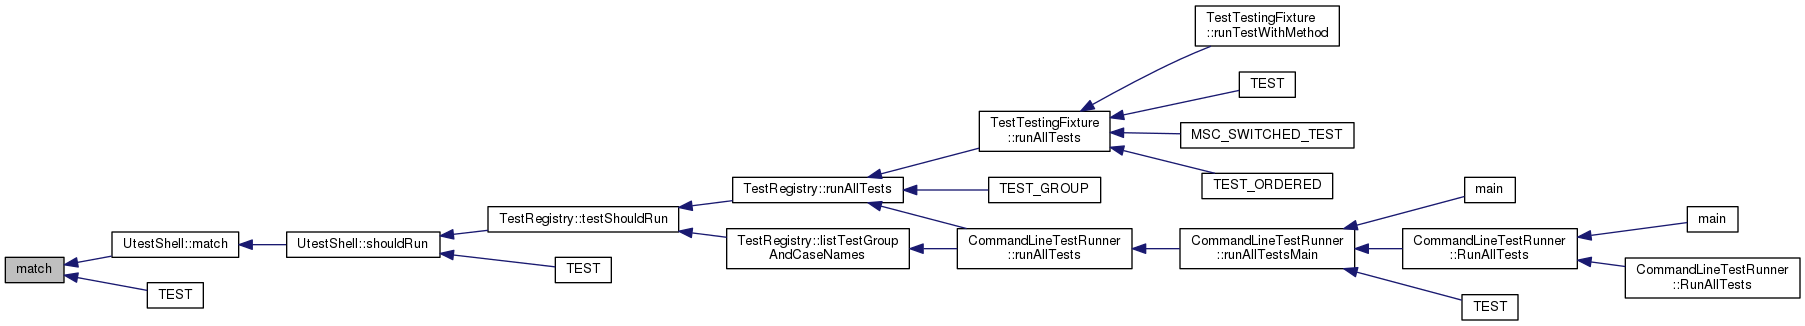 TestTestingFixture
::runTestWithMethod
TEST
TestTestingFixture
::runAllTests
MSC_SWITCHED_TEST
TEST_ORDERED
TestRegistry::runAllTests
TEST_GROUP
main
TestRegistry::testShouldRun
main
UtestShell::match
UtestShell::shouldRun
TestRegistry::listTestGroup
AndCaseNames
CommandLineTestRunner
::runAllTests
CommandLineTestRunner
::runAllTestsMain
CommandLineTestRunner
::RunAllTests
match
TEST
CommandLineTestRunner
::RunAllTests
TEST
TEST